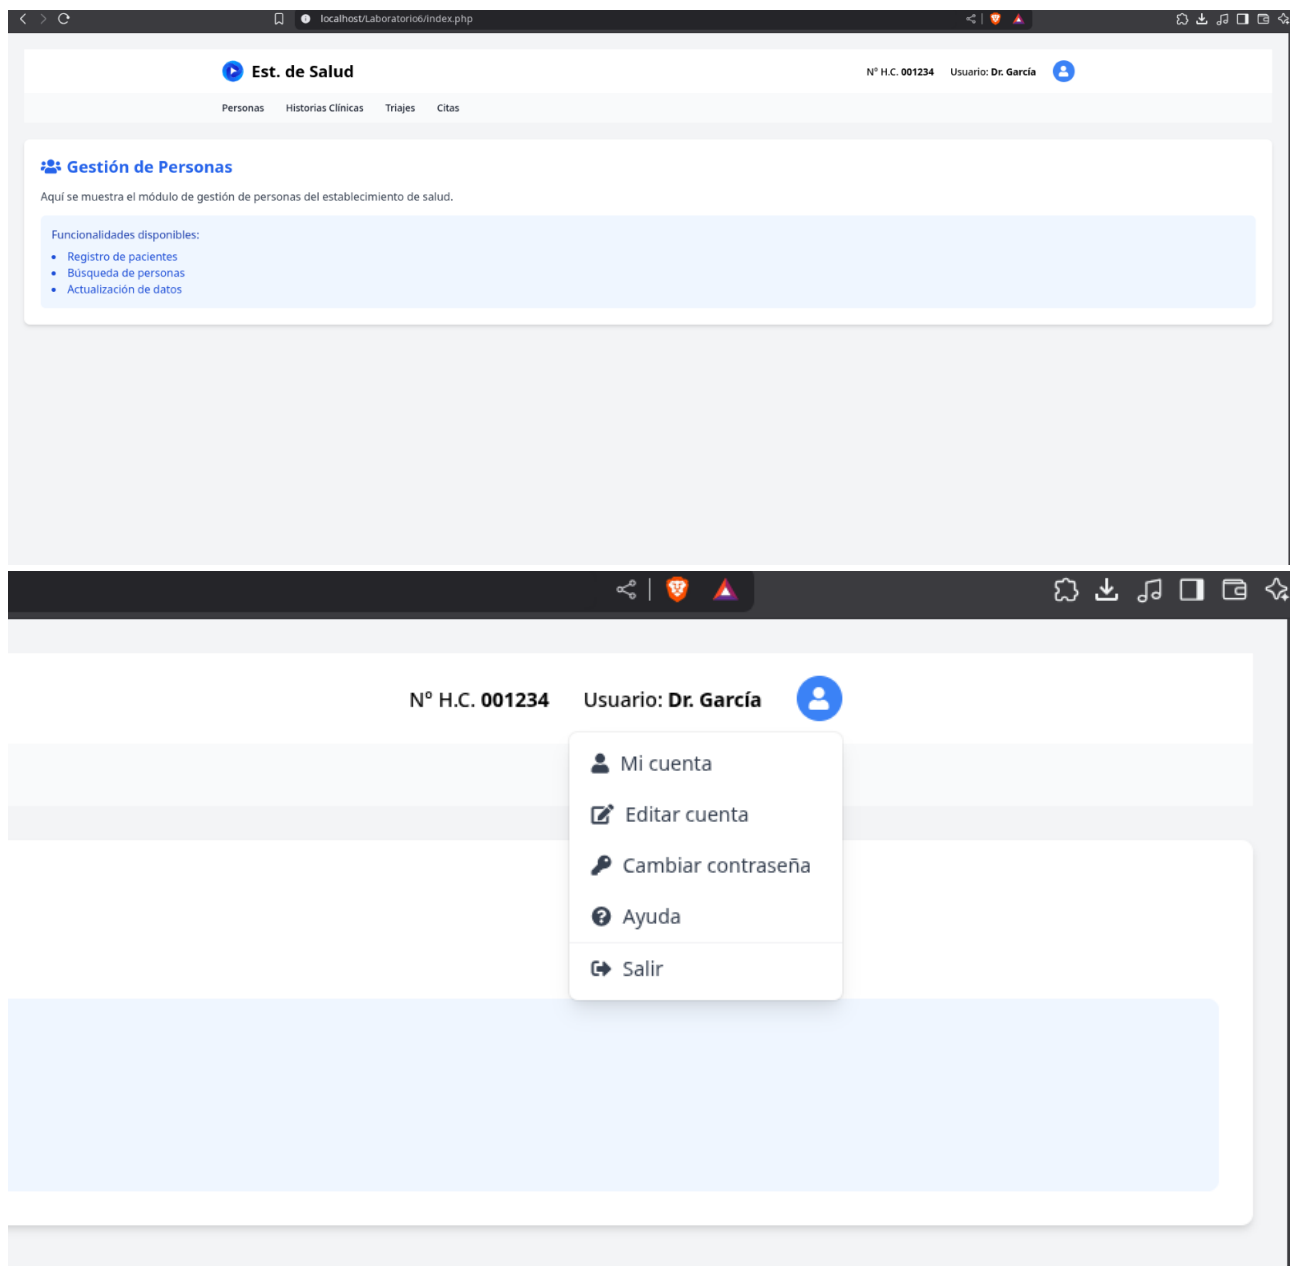 localhost/Laboratorio6/index.php
Est. de Salud
N° H.C. 001234 Usuario: Dr. García
Personas Historias Clínicas Triajes Citas
Gestión de Personas
Aquí se muestra el módulo de gestión de personas del establecimiento de salud.
Funcionalidades disponibles:
Registro de pacientes
Búsqueda de personas
Actualización de datos
N° H.C. 001234 Usuario: Dr. García
Mi cuenta
Editar cuenta
Cambiar contraseña
Ayuda
Salir